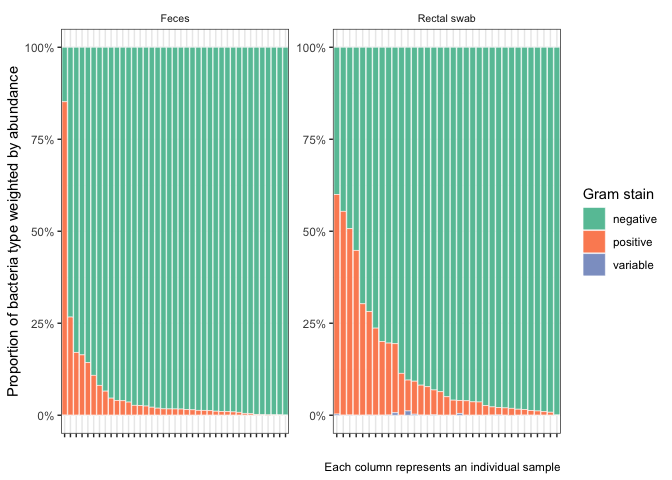 Feces
Rectal swab
100%
75%
50%
25%
0%
100%
75%
50%
25%
0%
Proportion of bacteria type weighted by abundance
Gram stain
negative
positive
variable
Each column represents an individual sample